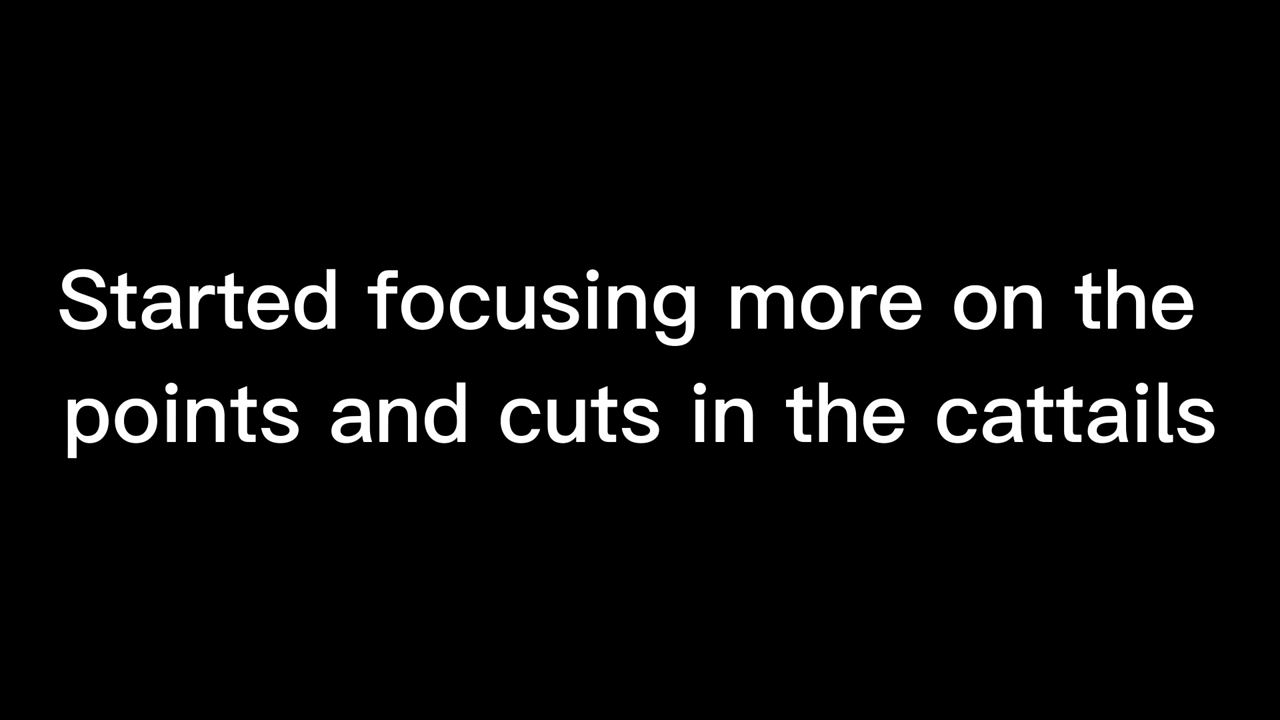 Started focusing more on the
points and cuts in the cattails